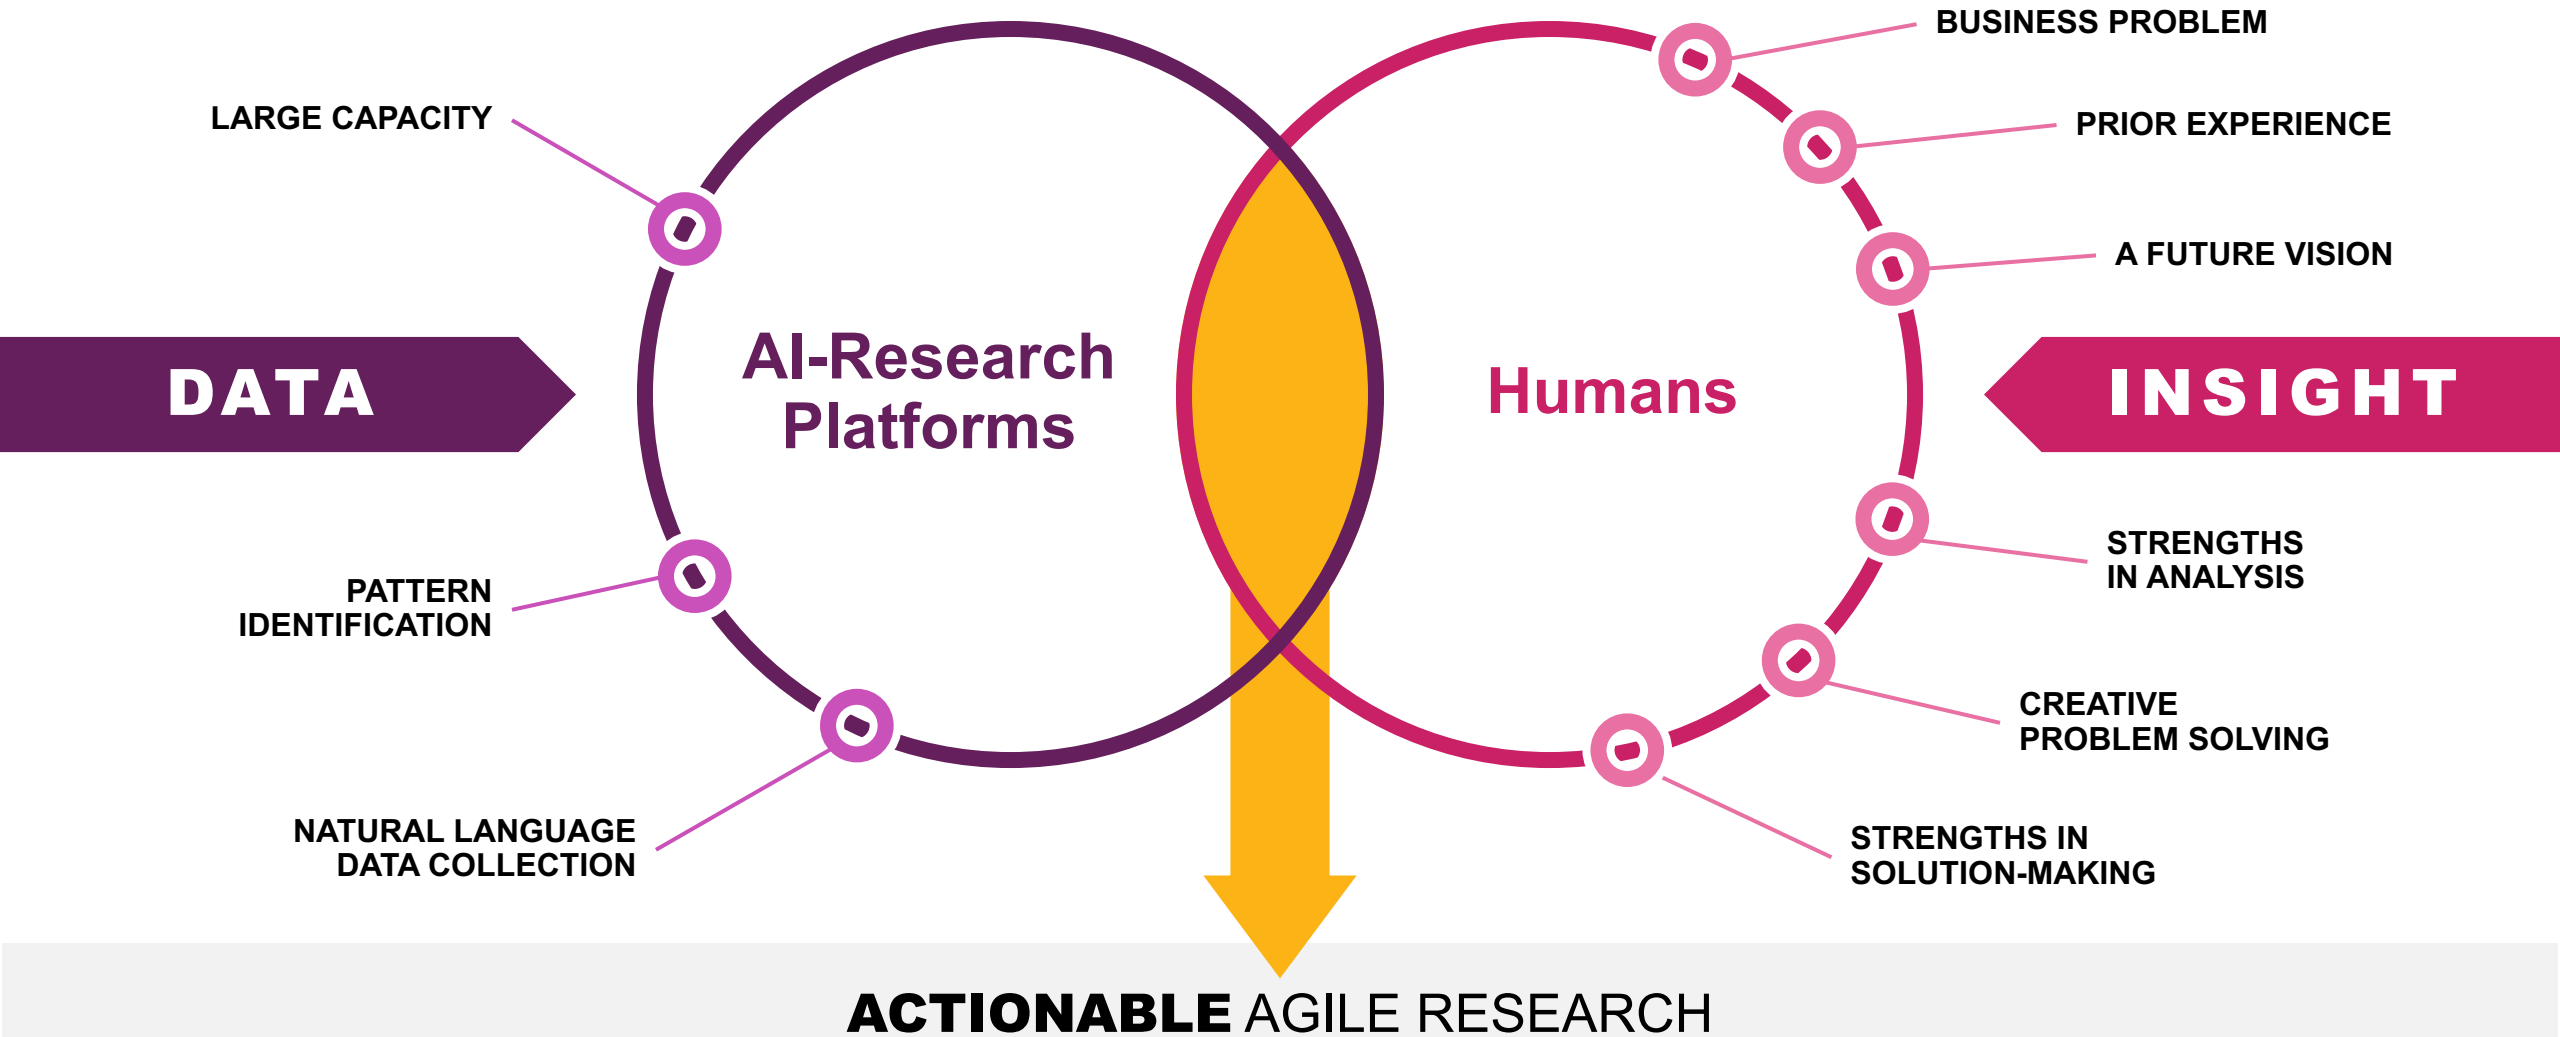 BUSINESS PROBLEM
LARGE CAPACITY
PRIOR EXPERIENCE
A FUTURE VISION
DATA
AI-Research
Platforms
Humans
INSIGHT
PATTERN
IDENTIFICATION
STRENGTHS
IN ANALYSIS
CREATIVE
PROBLEM SOLVING
NATURAL LANGUAGE
DATA COLLECTION
STRENGTHS IN
SOLUTION-MAKING
ACTIONABLE AGILE RESEARCH